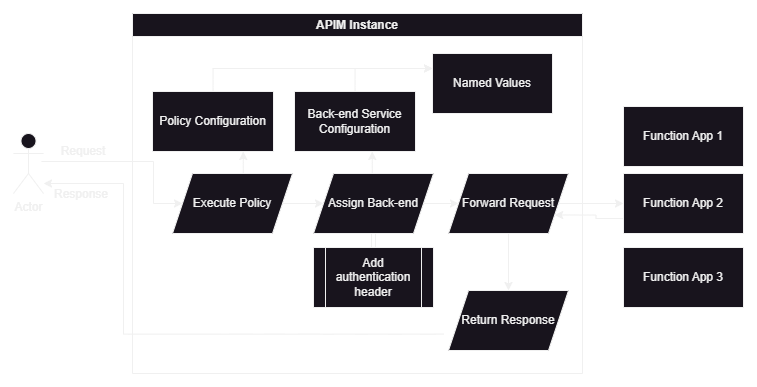 APIM Instance
Named Values
Policy Configuration
Back-end Service
Configuration
Function App 1
Request
Response
Actor
Execute Policy
Assign Back-end
Forward Request
Function App 2
Add
authentication
header
Function App 3
Return Response